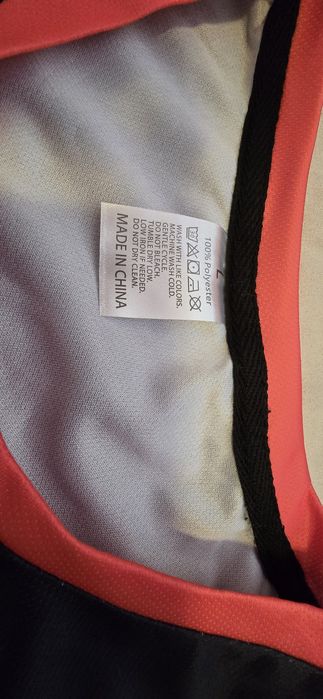 100% Polyester
WASH WITH LIKE COLORS.
MACHINE WASH COLD.
GENTLE CYCLE.
DO NOT BLEACH.
TUMBLE DRY LOW.
LOW IRON IF NEEDED.
DO NOT DRY CLEAN.
MADE IN CHINA